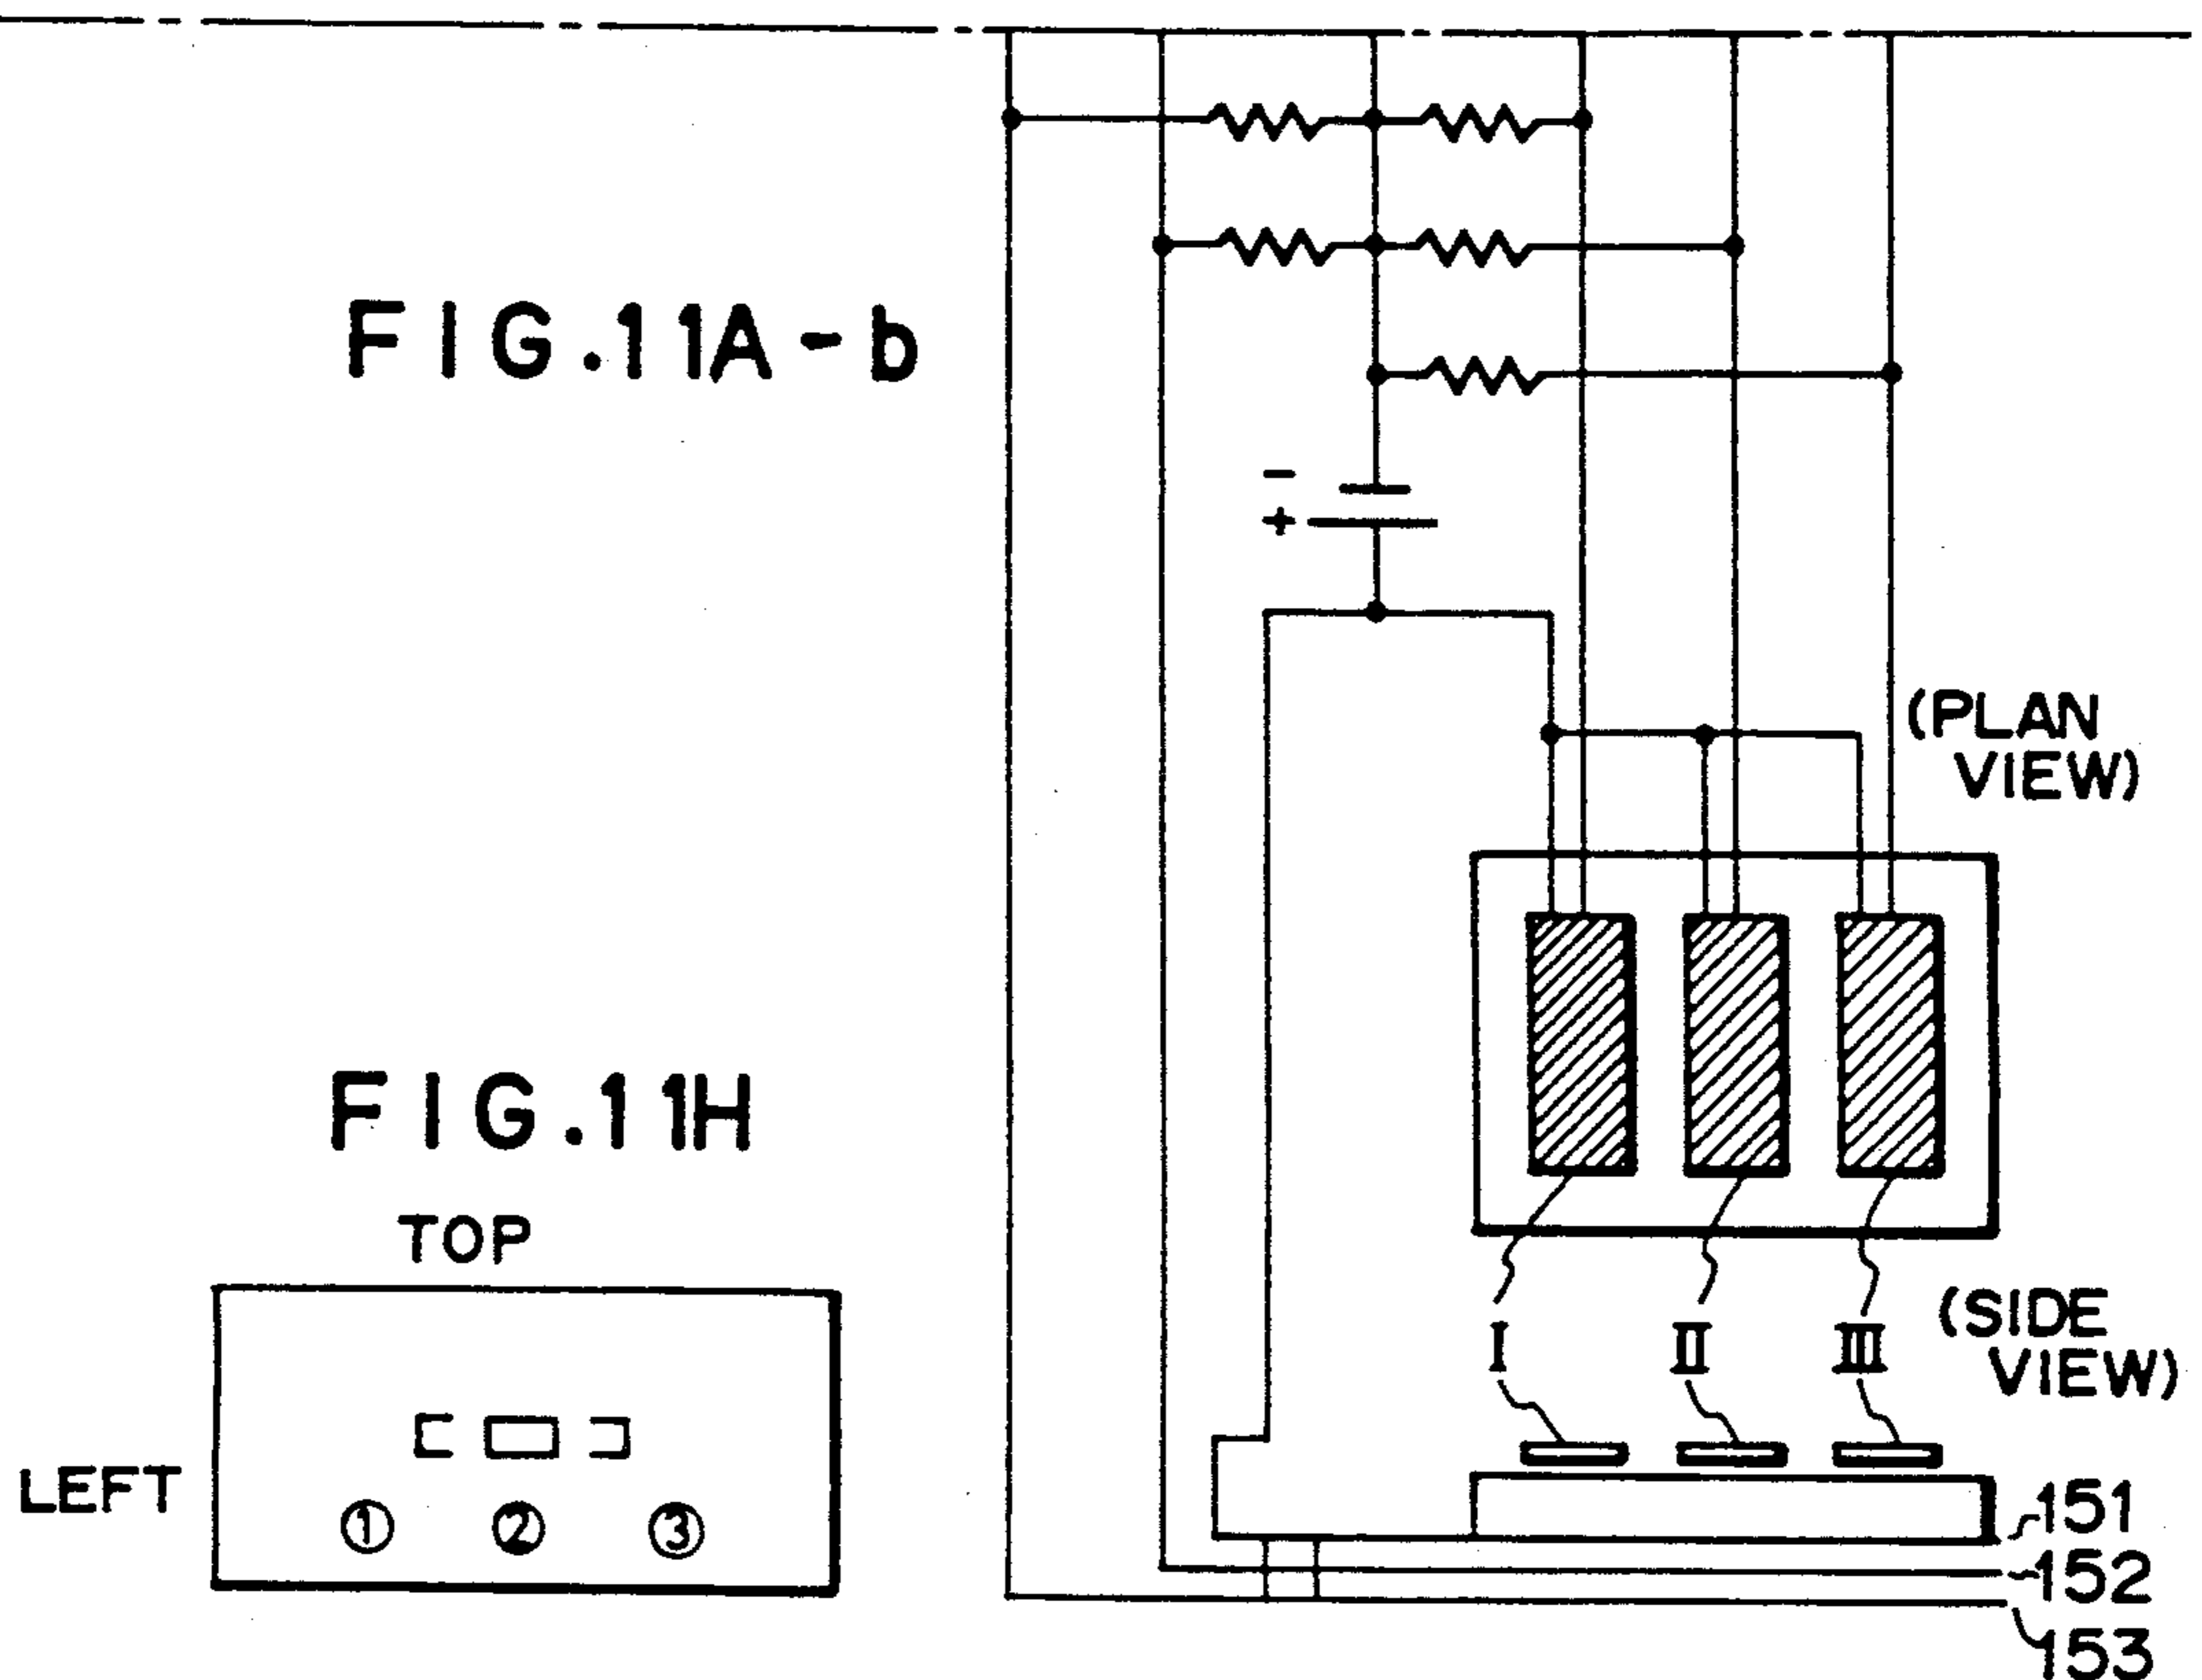 FIG.11A-b
-
+
(PLAN
VIEW)
FIG.11H
TOP
LEFT
① ② ③
I II III
(SIDE
VIEW)
151
152
153